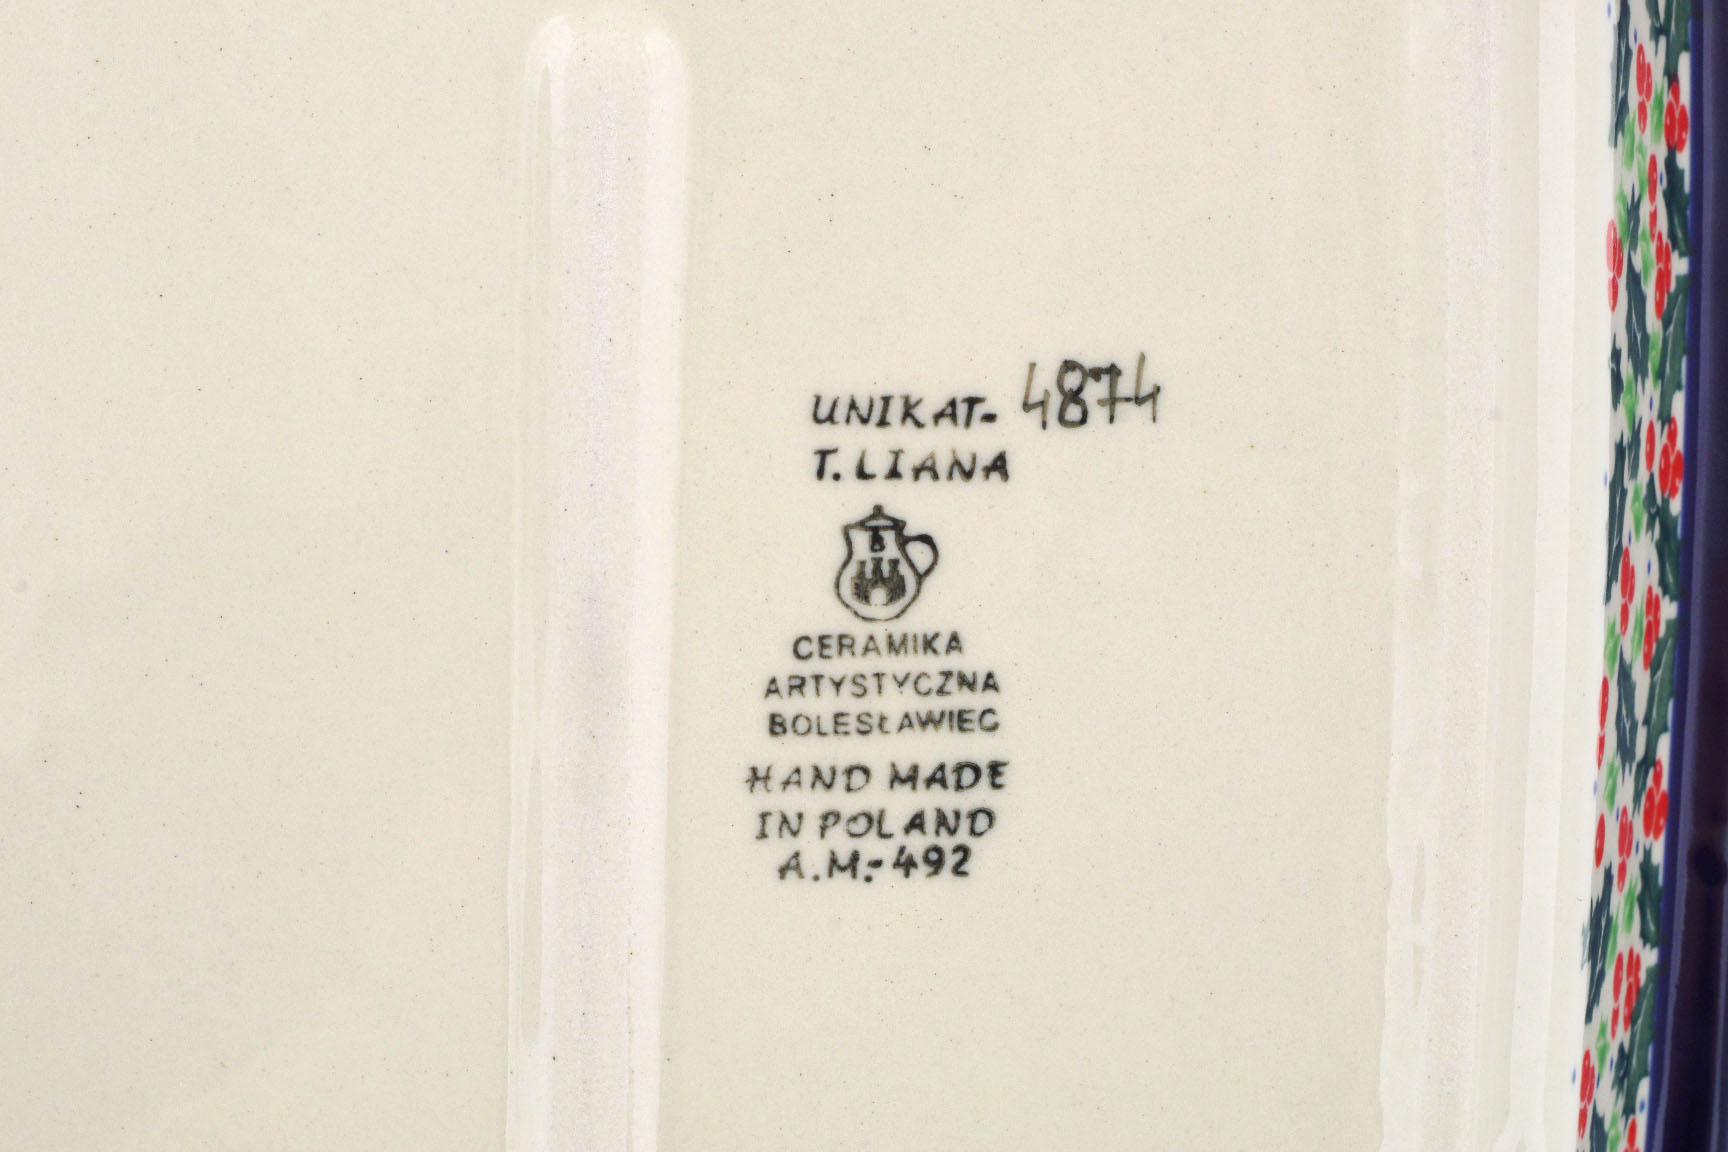 UNIKAT- 4874
T. LIANA
CERAMIKA
ARTYSTYCZNA
BOLESŁAWIEC
HAND MADE
IN POLAND
A.M.- 492